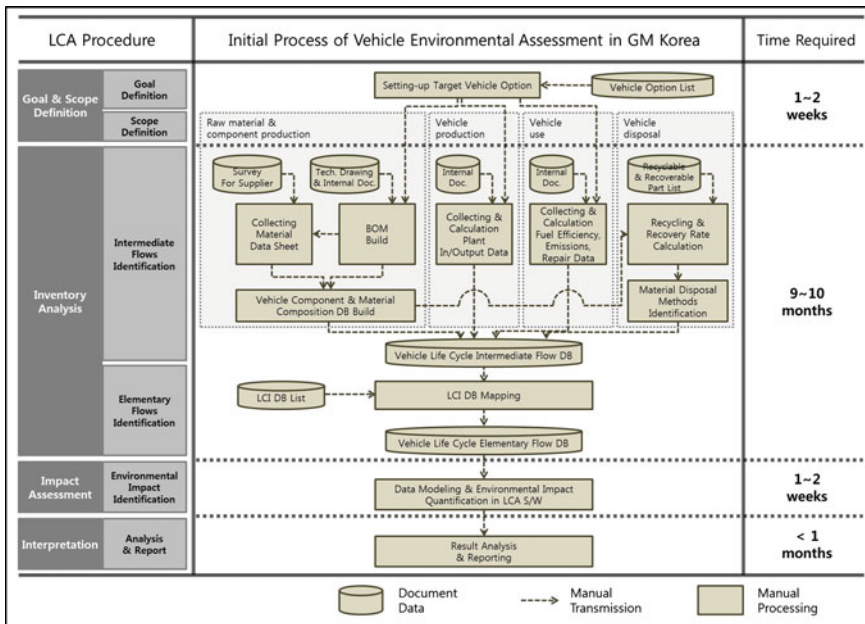 LCA Procedure
Initial Process of Vehicle Environmental Assessment in GM Korea
Time Required
Goal & Scope
Definition
Goal
Definition
Scope
Definition
Setting-up Target Vehicle Option
Vehicle Option List
1~2
weeks
Raw material &
component production
Vehicle
production
Vehicle
use
Vehicle
disposal
Inventory
Analysis
Intermediate
Flows
Identification
Survey
For Supplier
Tech. Drawing
& Internal Doc.
Internal
Doc.
Internal
Doc.
Recyclable
& Recoverable
Part List
Collecting
Material
Data Sheet
BOM
Build
Collecting &
Calculation
Plant
In/Output Data
Collecting &
Calculation
Fuel Efficiency,
Emissions,
Repair Data
Recycling &
Recovery Rate
Calculation
Vehicle Component & Material
Composition DB Build
Material Disposal
Methods
Identification
9~10
months
Vehicle Life Cycle Intermediate Flow DB
Elementary
Flows
Identification
LCI DB List
LCI DB Mapping
Vehicle Life Cycle Elementary Flow DB
Impact
Assessment
Environmental
Impact
Identification
Data Modeling & Environmental Impact
Quantification in LCA S/W
1~2
weeks
Interpretation
Analysis
& Report
Result Analysis
& Reporting
< 1
months
Document
Data
Manual
Transmission
Manual
Processing